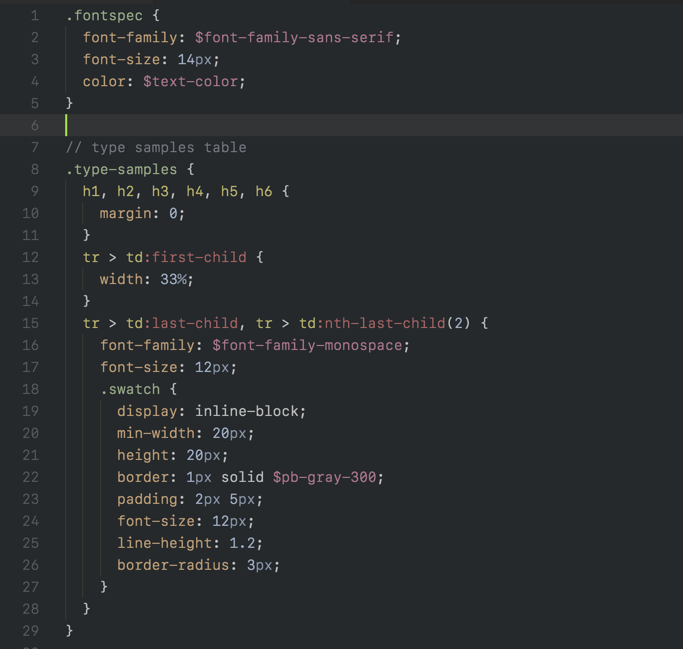 1 .fontspec {
2 font-family: $font-family-sans-serif;
3 font-size: 14px;
4 color: $text-color;
5 }
6
7 // type samples table
8 .type-samples {
9 h1, h2, h3, h4, h5, h6 {
10 margin: 0;
11 }
12 tr > td:first-child {
13 width: 33%;
14 }
15 tr > td:last-child, tr > td:nth-last-child(2) {
16 font-family: $font-family-monospace;
17 font-size: 12px;
18 .swatch {
19 display: inline-block;
20 min-width: 20px;
21 height: 20px;
22 border: 1px solid $pb-gray-300;
23 padding: 2px 5px;
24 font-size: 12px;
25 line-height: 1.2;
26 border-radius: 3px;
27 }
28 }
29 }